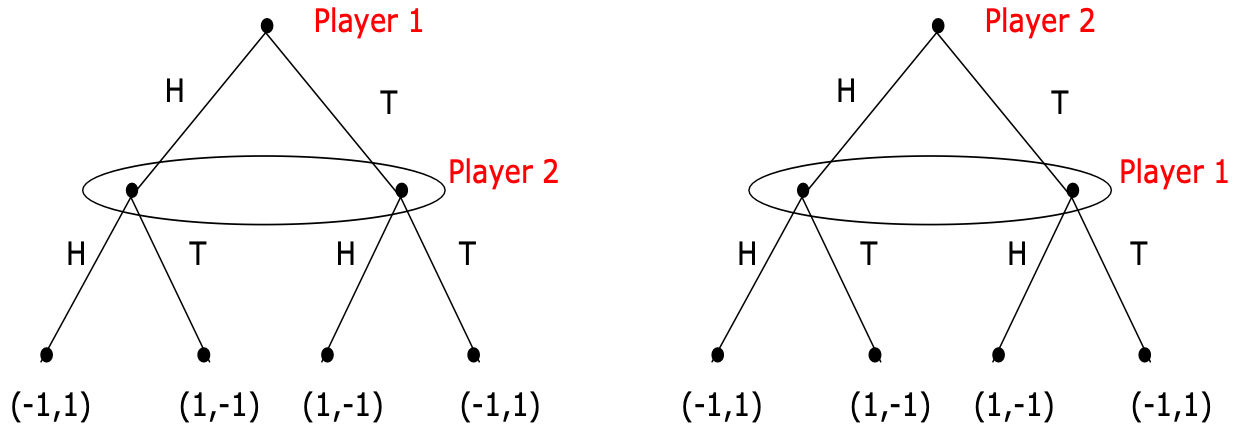 Player 1
H
T
Player 2
H
T
H
T
(-1,1)
(1,-1)
(1,-1)
(-1,1)
Player 2
H
T
Player 1
H
T
H
T
(-1,1)
(1,-1)
(1,-1)
(-1,1)